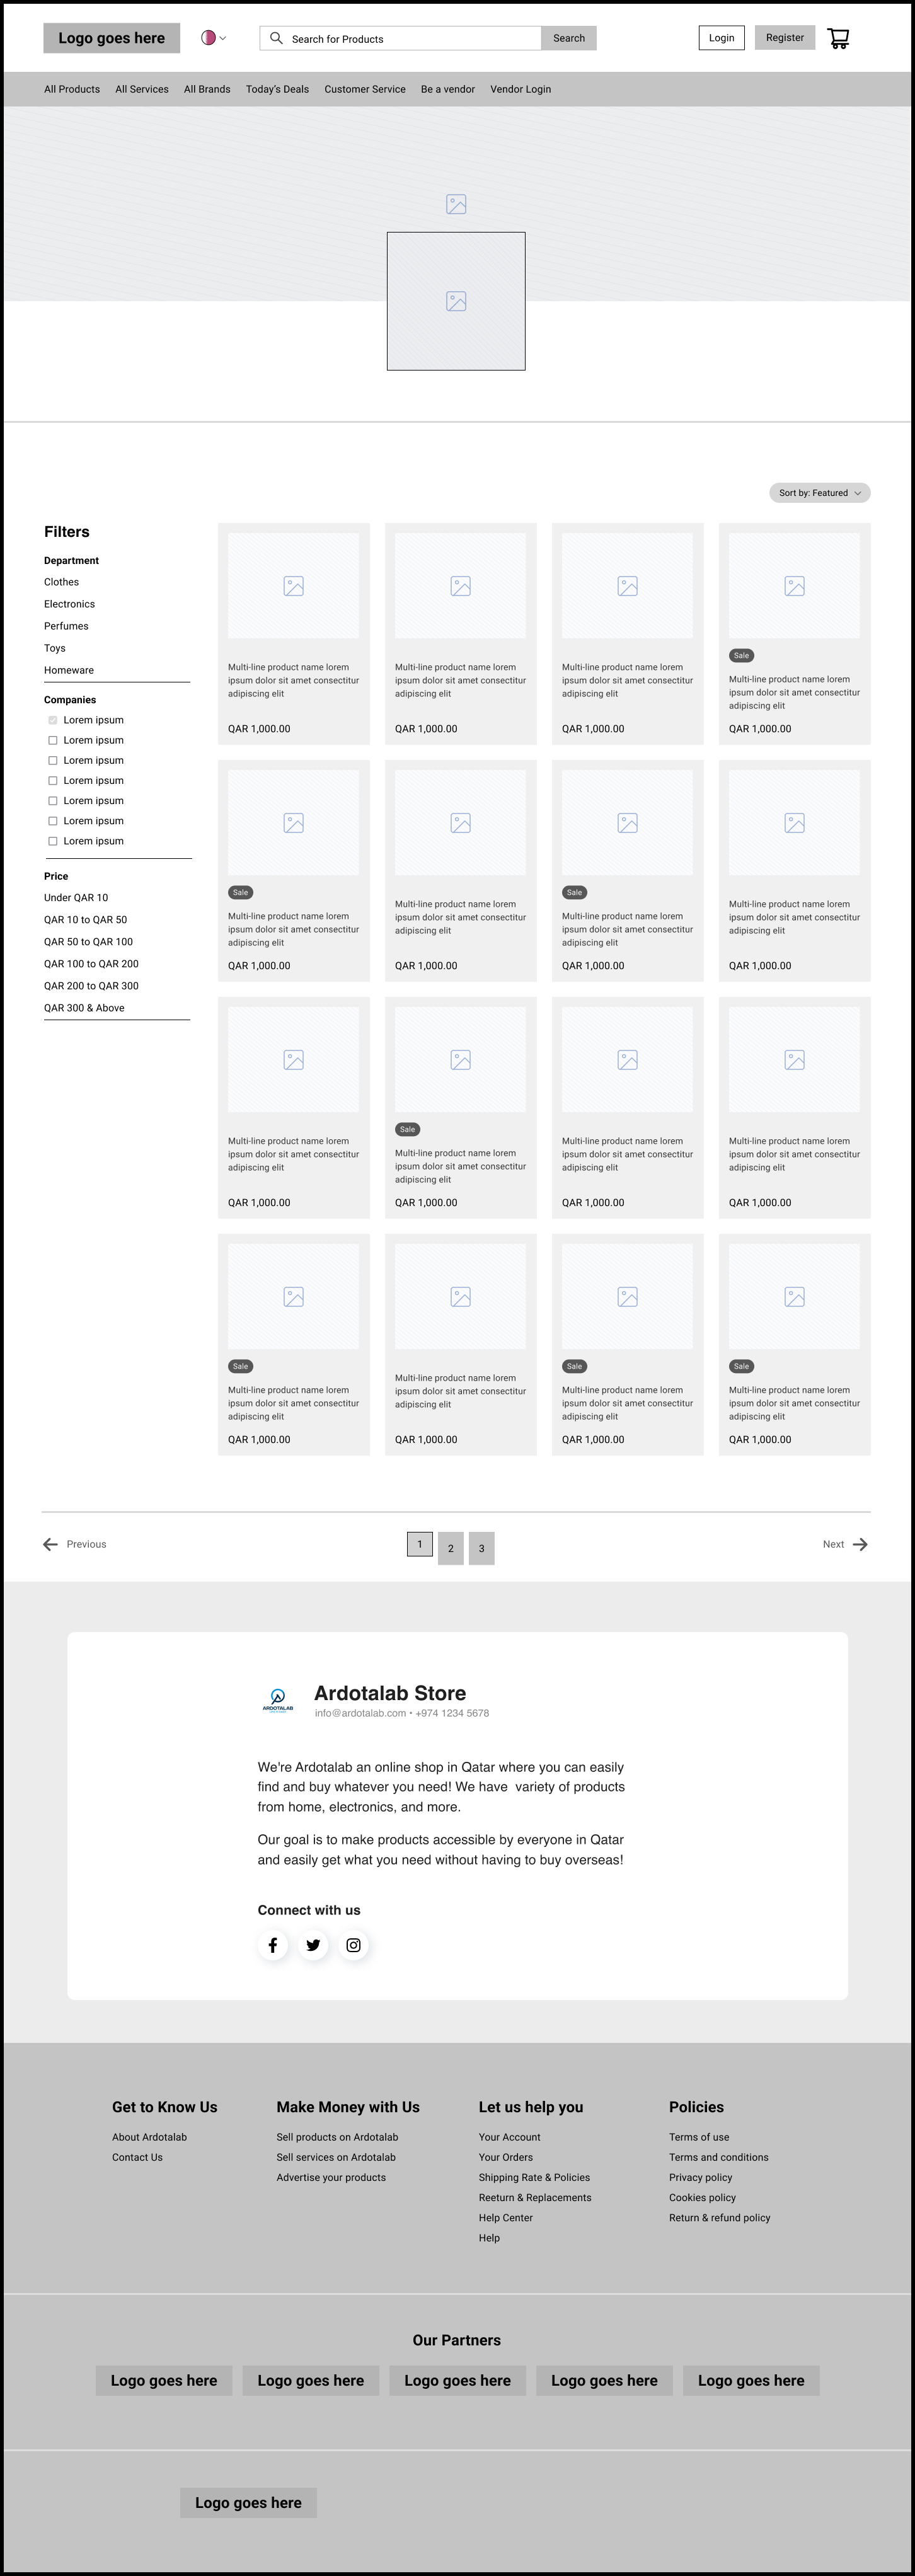 Logo goes here
Search for Products
Search
Login
Register
All Products All Services All Brands Today's Deals Customer Service Be a vendor Vendor Login
Sort by: Featured
Filters
Department
Clothes
Electronics
Perfumes
Toys
Homeware
Companies
Lorem ipsum
Lorem ipsum
Lorem ipsum
Lorem ipsum
Lorem ipsum
Lorem ipsum
Lorem ipsum
Price
Under QAR 10
QAR 10 to QAR 50
QAR 50 to QAR 100
QAR 100 to QAR 200
QAR 200 to QAR 300
QAR 300 & Above
Multi-line product name lorem
ipsum dolor sit amet consectitur
adipiscing elit
QAR 1,000.00
Multi-line product name lorem
ipsum dolor sit amet consectitur
adipiscing elit
QAR 1,000.00
Multi-line product name lorem
ipsum dolor sit amet consectitur
adipiscing elit
QAR 1,000.00
Sale
Multi-line product name lorem
ipsum dolor sit amet consectitur
adipiscing elit
QAR 1,000.00
Sale
Multi-line product name lorem
ipsum dolor sit amet consectitur
adipiscing elit
QAR 1,000.00
Multi-line product name lorem
ipsum dolor sit amet consectitur
adipiscing elit
QAR 1,000.00
Sale
Multi-line product name lorem
ipsum dolor sit amet consectitur
adipiscing elit
QAR 1,000.00
Multi-line product name lorem
ipsum dolor sit amet consectitur
adipiscing elit
QAR 1,000.00
Multi-line product name lorem
ipsum dolor sit amet consectitur
adipiscing elit
QAR 1,000.00
Sale
Multi-line product name lorem
ipsum dolor sit amet consectitur
adipiscing elit
QAR 1,000.00
Multi-line product name lorem
ipsum dolor sit amet consectitur
adipiscing elit
QAR 1,000.00
Multi-line product name lorem
ipsum dolor sit amet consectitur
adipiscing elit
QAR 1,000.00
Sale
Multi-line product name lorem
ipsum dolor sit amet consectitur
adipiscing elit
QAR 1,000.00
Multi-line product name lorem
ipsum dolor sit amet consectitur
adipiscing elit
QAR 1,000.00
Sale
Multi-line product name lorem
ipsum dolor sit amet consectitur
adipiscing elit
QAR 1,000.00
Sale
Multi-line product name lorem
ipsum dolor sit amet consectitur
adipiscing elit
QAR 1,000.00
Previous
1
2
3
Next
ARDOTALAB
Ardotalab Store
info@ardotalab.com • +974 1234 5678
We're Ardotalab an online shop in Qatar where you can easily
find and buy whatever you need! We have  variety of products
from home, electronics, and more.
Our goal is to make products accessible by everyone in Qatar
and easily get what you need without having to buy overseas!
Connect with us
Get to Know Us
About Ardotalab
Contact Us
Make Money with Us
Sell products on Ardotalab
Sell services on Ardotalab
Advertise your products
Let us help you
Your Account
Your Orders
Shipping Rate & Policies
Reeturn & Replacements
Help Center
Help
Policies
Terms of use
Terms and conditions
Privacy policy
Cookies policy
Return & refund policy
Our Partners
Logo goes here
Logo goes here
Logo goes here
Logo goes here
Logo goes here
Logo goes here